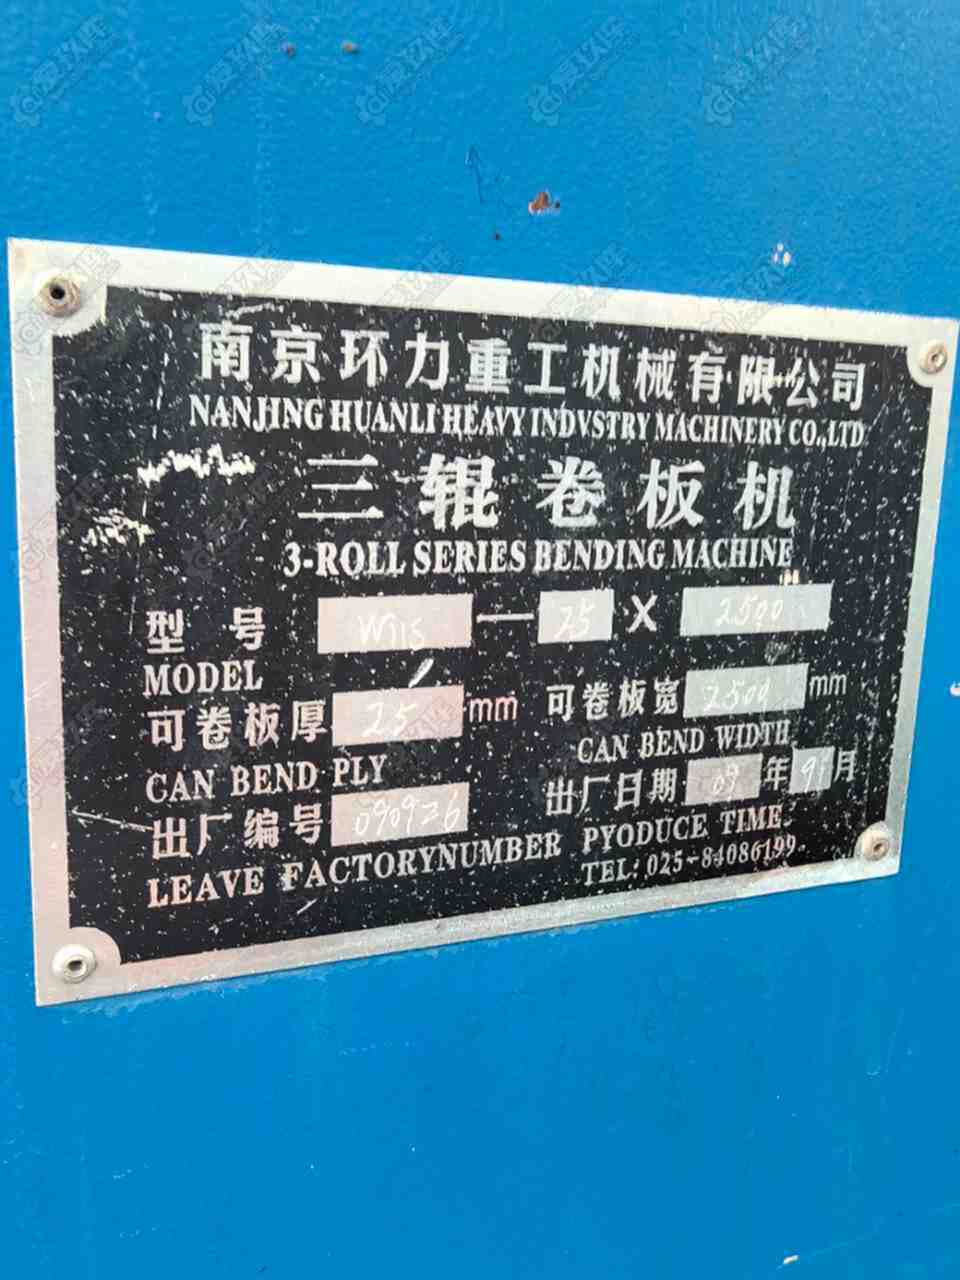 南京环力重工机械有限公司
NANJING HUANLI HEAVY INDVSTRY MACHINERY CO.,LTD
三辊卷板机
3-ROLL SERIES BENDING MACHINE
型号 W11S — 25 X 2500
MODEL
可卷板厚 25 mm 可卷板宽 2500 mm
CAN BEND PLY CAN BEND WIDTH
出厂编号 090926 出厂日期 09 年 月
LEAVE FACTORYNUMBER PYODUCE TIME
TEL: 025-84086199